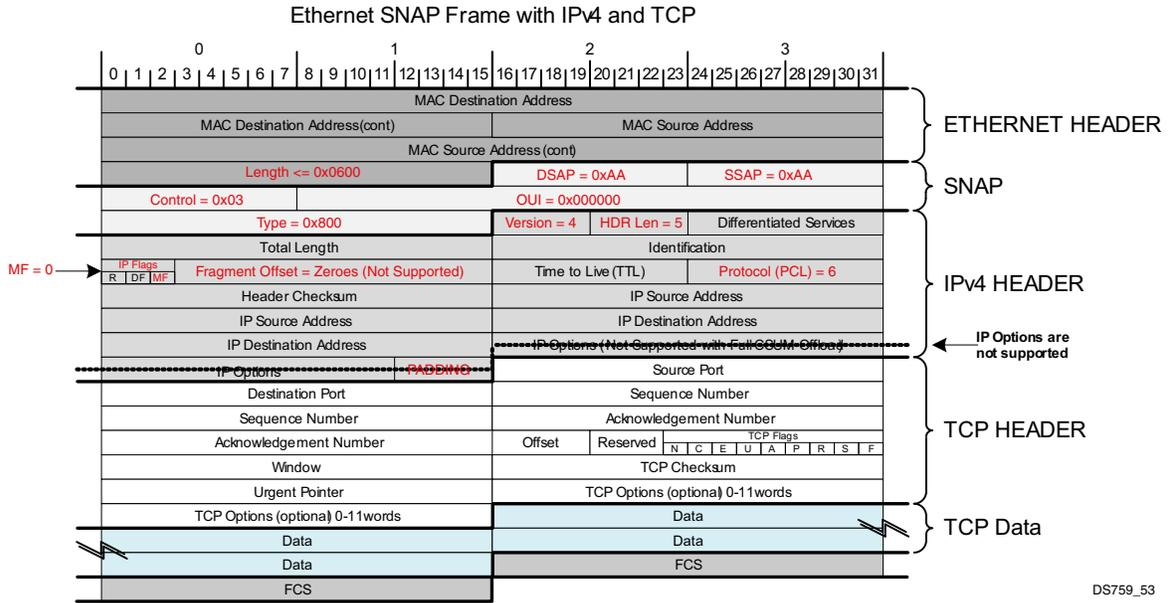 Ethernet SNAP Frame with IPv4 and TCP
0 1 2 3
0 1 2 3 4 5 6 7 8 9 10 11 12 13 14 15 16 17 18 19 20 21 22 23 24 25 26 27 28 29 30 31
MAC Destination Address
MAC Destination Address(cont) MAC Source Address
ETHERNET HEADER
MAC Source Address (cont)
Length <= 0x0600 DSAP = 0xAA SSAP = 0xAA
SNAP
Control = 0x03 OUI = 0x000000
Type = 0x800 Version = 4 HDR Len = 5 Differentiated Services
Total Length Identification
MF = 0
IP Flags
R DF MF
Fragment Offset = Zeroes (Not Supported) Time to Live (TTL) Protocol (PCL) = 6
IPv4 HEADER
Header Checksum IP Source Address
IP Source Address IP Destination Address
IP Destination Address IP Options (Not Supported with Full CSUM Offload)
IP Options are
not supported
IP Options PADDING Source Port
Destination Port Sequence Number
Sequence Number Acknowledgement Number
TCP HEADER
Acknowledgement Number Offset Reserved
TCP Flags
N C E U A P R S F
Window TCP Checksum
Urgent Pointer TCP Options (optional) 0-11words
TCP Options (optional) 0-11words Data
TCP Data
Data Data
Data FCS
FCS
DS759_53